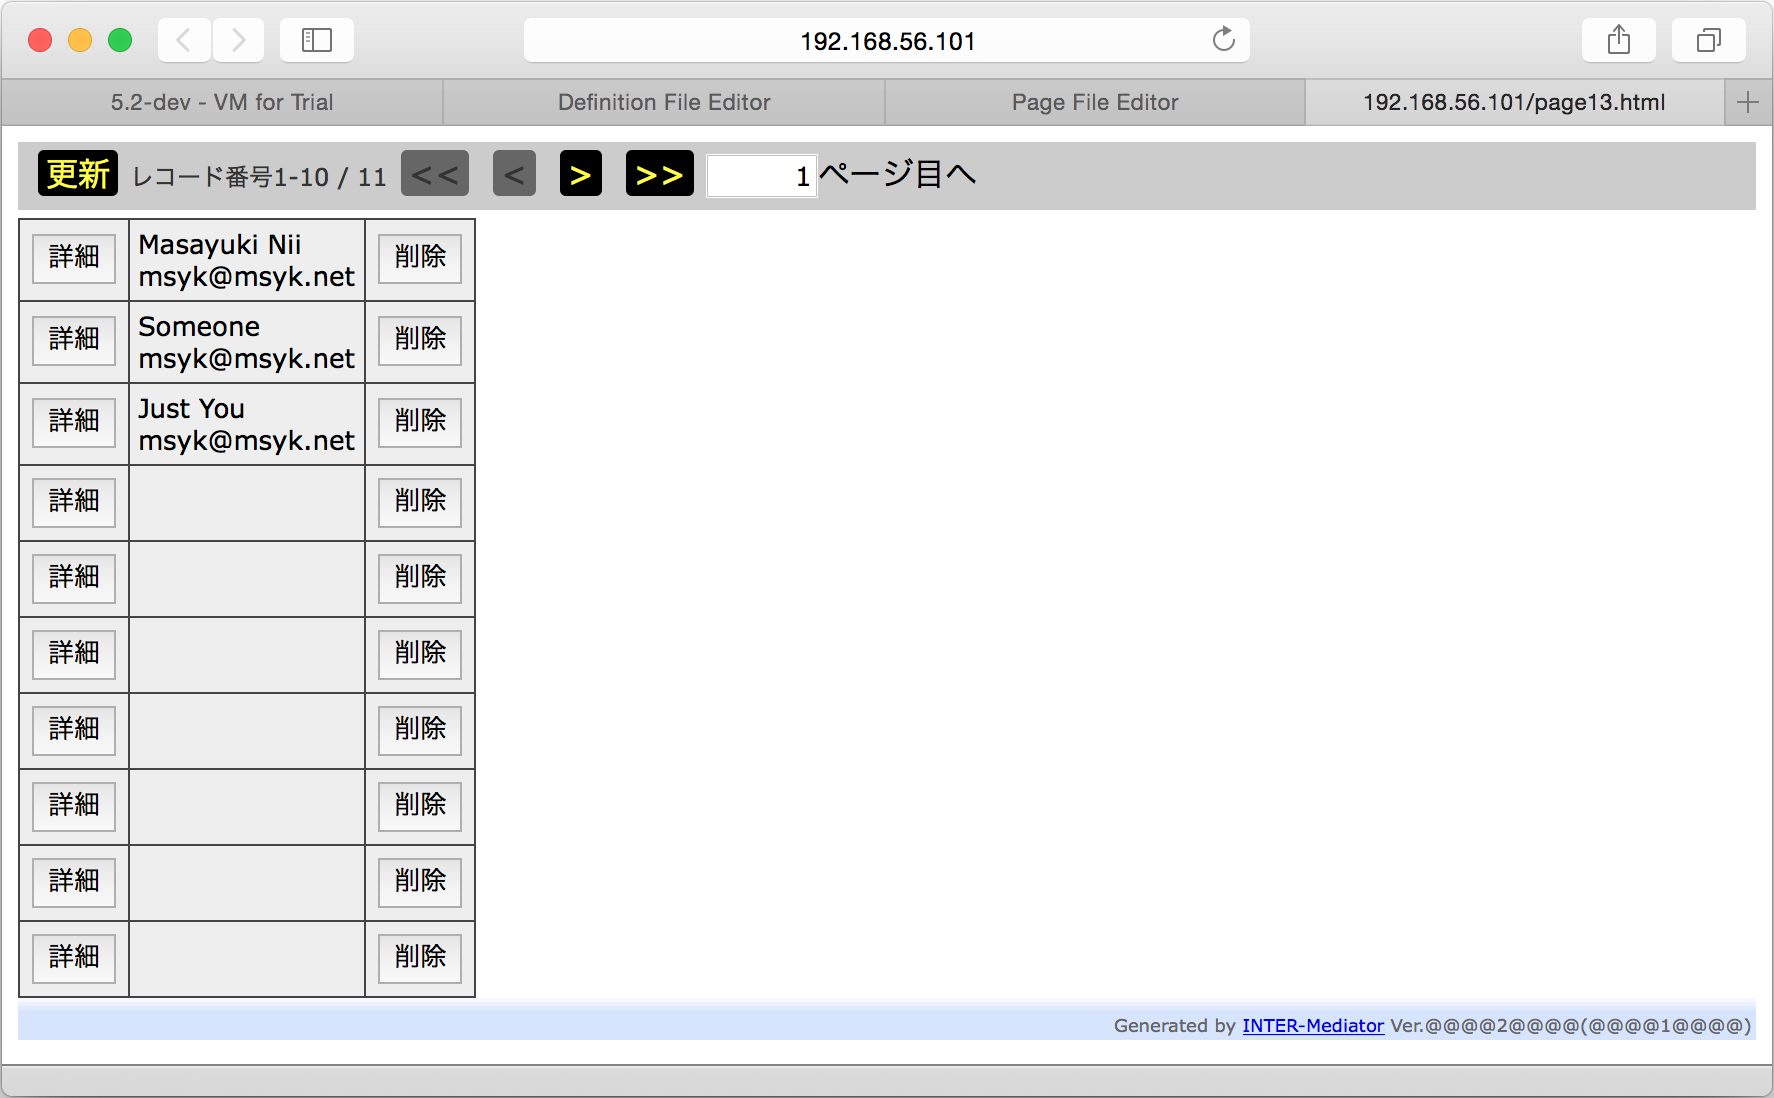 192.168.56.101
5.2-dev - VM for Trial
Definition File Editor
Page File Editor
192.168.56.101/page13.html
更新 レコード番号1-10 / 11 << < > >> 1 ページ目へ
詳細 Masayuki Nii 削除
msyk@msyk.net
詳細 Someone 削除
msyk@msyk.net
詳細 Just You 削除
msyk@msyk.net
詳細 削除
詳細 削除
詳細 削除
詳細 削除
詳細 削除
詳細 削除
詳細 削除
Generated by INTER-Mediator Ver.@@@@2@@@@(@@@@1@@@@)